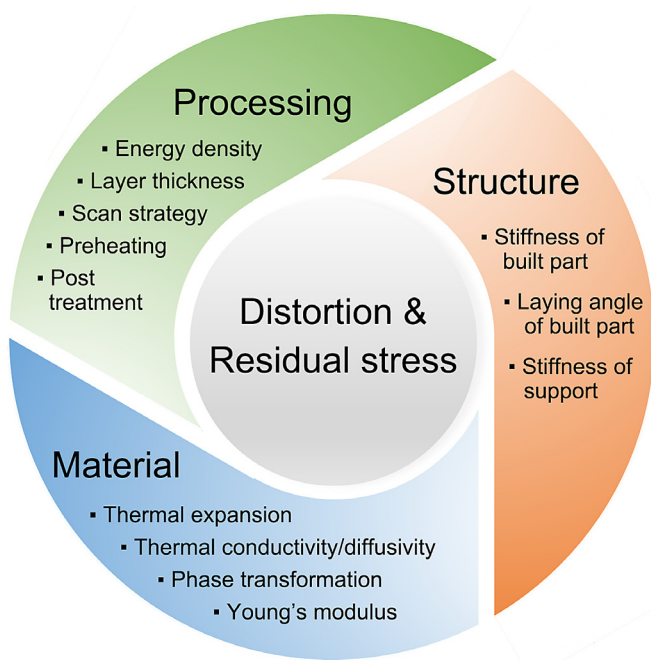 Processing
▪ Energy density
▪ Layer thickness
▪ Scan strategy
▪ Preheating
▪ Post
treatment
Structure
▪ Stiffness of
built part
▪ Laying angle
of built part
▪ Stiffness of
support
Distortion &
Residual stress
Material
▪ Thermal expansion
▪ Thermal conductivity/diffusivity
▪ Phase transformation
▪ Young’s modulus